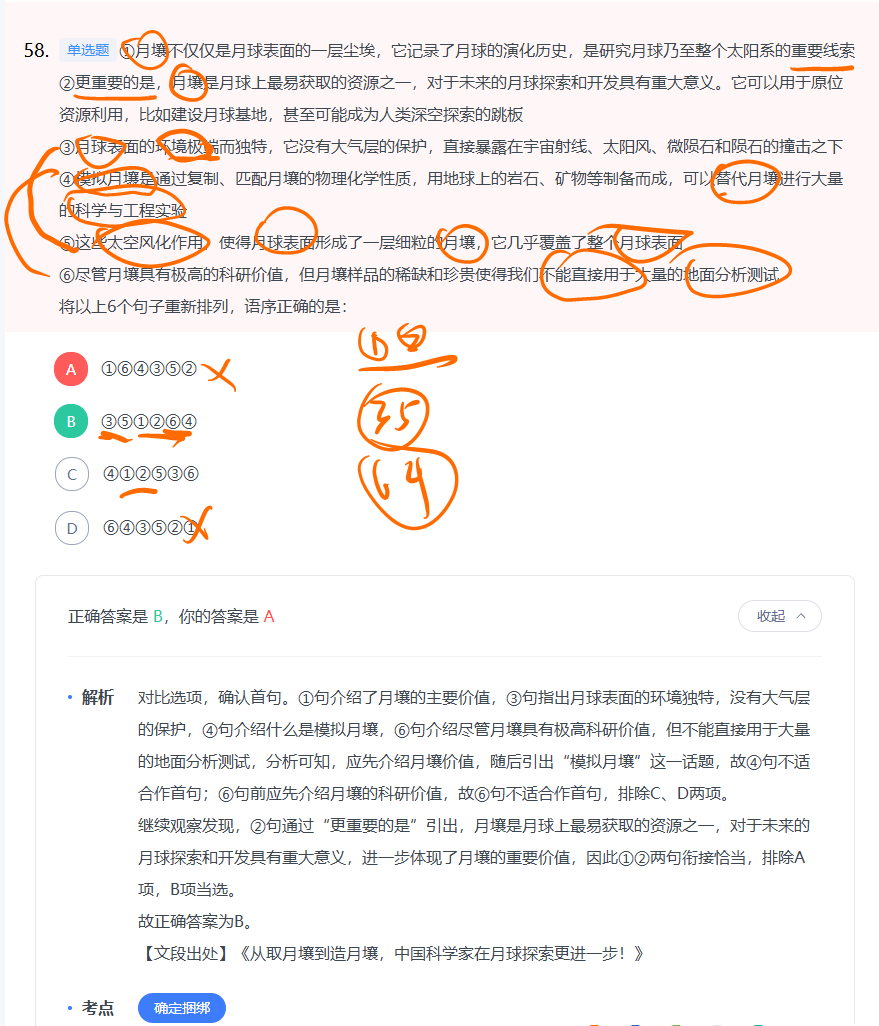 58. 单选题 ①月壤不仅仅是月球表面的一层尘埃，它记录了月球的演化历史，是研究月球乃至整个太阳系的重要线索
②更重要的是，月壤是月球上最易获取的资源之一，对于未来的月球探索和开发具有重大意义。它可以用于原位
资源利用，比如建设月球基地，甚至可能成为人类深空探索的跳板
③月球表面的环境极端而独特，它没有大气层的保护，直接暴露在宇宙射线、太阳风、微陨石和陨石的撞击之下
④模拟月壤是通过复制、匹配月壤的物理化学性质，用地球上的岩石、矿物等制备而成，可以替代月壤进行大量
的科学与工程实验
⑤这些太空风化作用，使得月球表面形成了一层细粒的月壤，它几乎覆盖了整个月球表面
⑥尽管月壤具有极高的科研价值，但月壤样品的稀缺和珍贵使得我们不能直接用于大量的地面分析测试
将以上6个句子重新排列，语序正确的是：
A ①⑥④③⑤②
B ③⑤①②⑥④
C ④①②⑤③⑥
D ⑥④③⑤②①
35
64
正确答案是 B，你的答案是 A
收起
解析 对比选项，确认首句。①句介绍了月壤的主要价值，③句指出月球表面的环境独特，没有大气层
的保护，④句介绍什么是模拟月壤，⑥句介绍尽管月壤具有极高科研价值，但不能直接用于大量
的地面分析测试，分析可知，应先介绍月壤价值，随后引出“模拟月壤”这一话题，故④句不适
合作首句；⑥句前应先介绍月壤的科研价值，故⑥句不适合作首句，排除C、D两项。
继续观察发现，②句通过“更重要的是”引出，月壤是月球上最易获取的资源之一，对于未来的
月球探索和开发具有重大意义，进一步体现了月壤的重要价值，因此①②两句衔接恰当，排除A
项，B项当选。
故正确答案为B。
【文段出处】《从取月壤到造月壤，中国科学家在月球探索更进一步！》
考点 确定捆绑